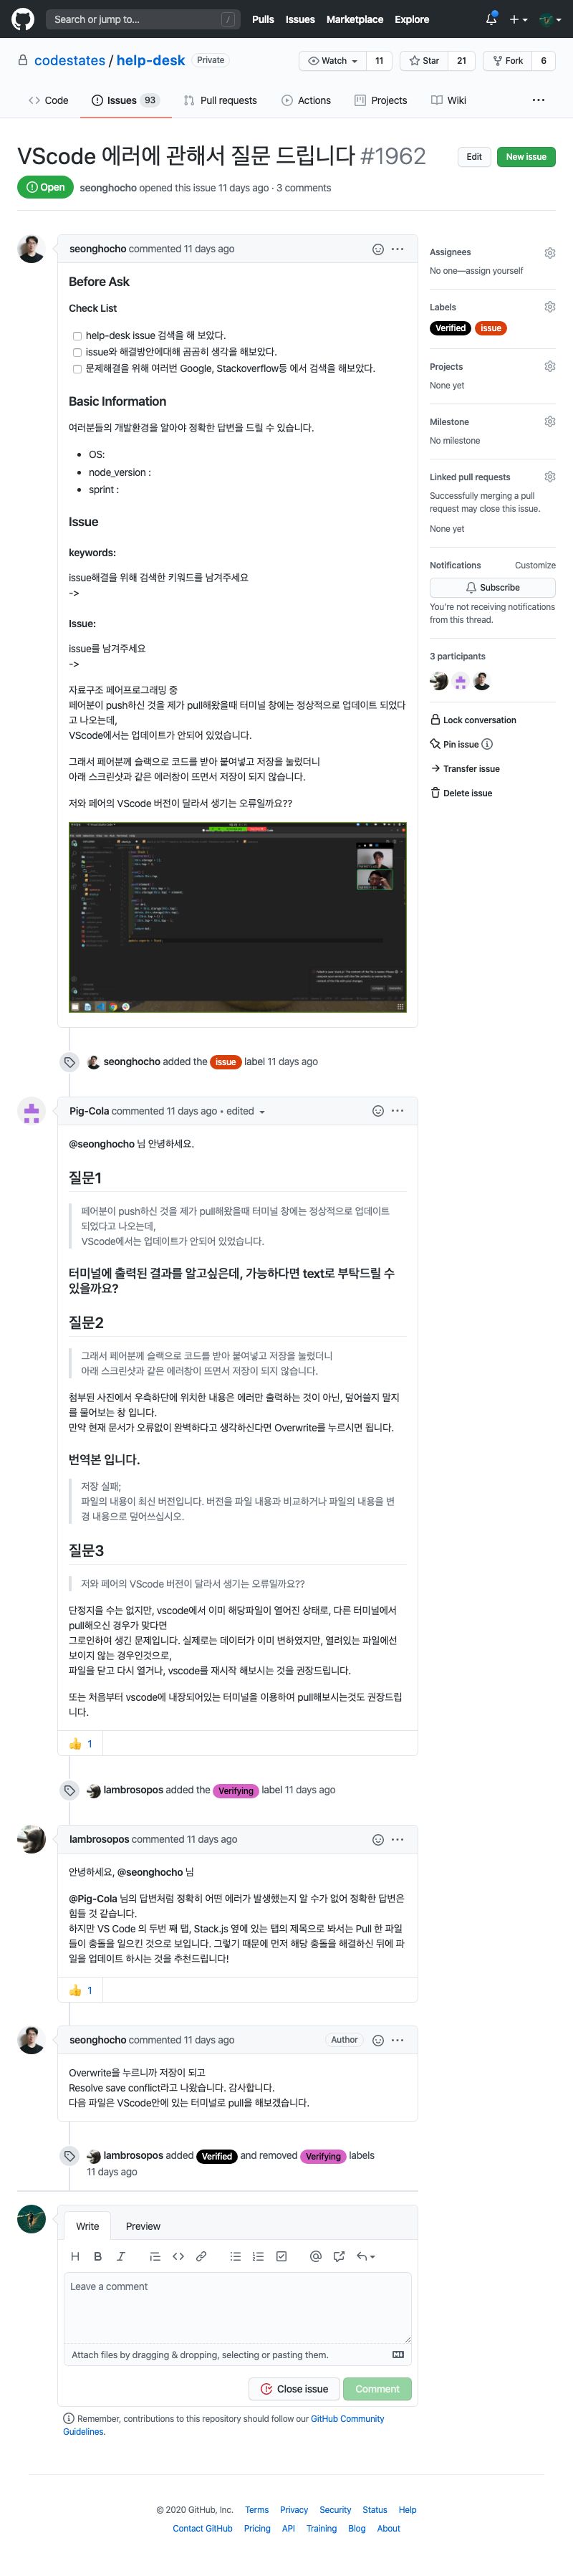 Search or jump to...
/
Pulls
Issues
Marketplace
Explore
codestates / help-desk
Private
Watch
11
Star
21
Fork
6
Code
Issues 93
Pull requests
Actions
Projects
Wiki
VScode 에러에 관해서 질문 드립니다 #1962
Edit
New issue
Open
seonghocho opened this issue 11 days ago · 3 comments
seonghocho commented 11 days ago
Before Ask
Check List
help-desk issue 검색을 해 보았다.
issue와 해결방안에대해 곰곰히 생각을 해보았다.
문제해결을 위해 여러번 Google, Stackoverflow등 에서 검색을 해보았다.
Basic Information
여러분들의 개발환경을 알아야 정확한 답변을 드릴 수 있습니다.
OS:
node_version :
sprint :
Issue
keywords:
issue해결을 위해 검색한 키워드를 남겨주세요
->
Issue:
issue를 남겨주세요
->
자료구조 페어프로그래밍 중
페어분이 push하신 것을 제가 pull해왔을때 터미널 창에는 정상적으로 업데이트 되었다
고 나오는데,
VScode에서는 업데이트가 안되어 있었습니다.
그래서 페어분께 슬랙으로 코드를 받아 붙여넣고 저장을 눌렀더니
아래 스크린샷과 같은 에러창이 뜨면서 저장이 되지 않습니다.
저와 페어의 VScode 버전이 달라서 생기는 오류일까요??
Assignees
No one—assign yourself
Labels
Verified
issue
Projects
None yet
Milestone
No milestone
Linked pull requests
Successfully merging a pull
request may close this issue.
None yet
Notifications
Customize
Subscribe
You're not receiving notifications
from this thread.
3 participants
Lock conversation
Pin issue
Transfer issue
Delete issue
seonghocho added the issue label 11 days ago
Pig-Cola commented 11 days ago • edited
@seonghocho 님 안녕하세요.
질문1
페어분이 push하신 것을 제가 pull해왔을때 터미널 창에는 정상적으로 업데이트
되었다고 나오는데,
VScode에서는 업데이트가 안되어 있었습니다.
터미널에 출력된 결과를 알고싶은데, 가능하다면 text로 부탁드릴 수
있을까요?
질문2
그래서 페어분께 슬랙으로 코드를 받아 붙여넣고 저장을 눌렀더니
아래 스크린샷과 같은 에러창이 뜨면서 저장이 되지 않습니다.
첨부된 사진에서 우측하단에 위치한 내용은 에러만 출력하는 것이 아닌, 덮어쓸지 말지
를 물어보는 창 입니다.
만약 현재 문서가 오류없이 완벽하다고 생각하신다면 Overwrite를 누르시면 됩니다.
번역본 입니다.
저장 실패;
파일의 내용이 최신 버전입니다. 버전을 파일 내용과 비교하거나 파일의 내용을 변
경 내용으로 덮어쓰십시오.
질문3
저와 페어의 VScode 버전이 달라서 생기는 오류일까요??
단정지을 수는 없지만, vscode에서 이미 해당파일이 열어진 상태로, 다른 터미널에서
pull해오신 경우가 맞다면
그로인하여 생긴 문제입니다. 실제로는 데이터가 이미 변하였지만, 열려있는 파일에선
보이지 않는 경우인것으로,
파일을 닫고 다시 열거나, vscode를 재시작 해보시는 것을 권장드립니다.
또는 처음부터 vscode에 내장되어있는 터미널을 이용하여 pull해보시는것도 권장드립
니다.
👍 1
lambrosopos added the Verifying label 11 days ago
lambrosopos commented 11 days ago
안녕하세요, @seonghocho 님
@Pig-Cola 님의 답변처럼 정확히 어떤 에러가 발생했는지 알 수가 없어 정확한 답변은
힘들 것 같습니다.
하지만 VS Code 의 두번 째 탭, Stack.js 옆에 있는 탭의 제목으로 봐서는 Pull 한 파일
들이 충돌을 일으킨 것으로 보입니다. 그렇기 때문에 먼저 해당 충돌을 해결하신 뒤에 파
일을 업데이트 하시는 것을 추천드립니다!
👍 1
seonghocho commented 11 days ago
Author
Overwrite을 누르니까 저장이 되고
Resolve save conflict라고 나왔습니다. 감사합니다.
다음 파일은 VScode안에 있는 터미널로 pull을 해보겠습니다.
lambrosopos added Verified and removed Verifying labels
11 days ago
Write
Preview
Leave a comment
Attach files by dragging & dropping, selecting or pasting them.
Close issue
Comment
Remember, contributions to this repository should follow our GitHub Community
Guidelines.
© 2020 GitHub, Inc.
Terms
Privacy
Security
Status
Help
Contact GitHub
Pricing
API
Training
Blog
About